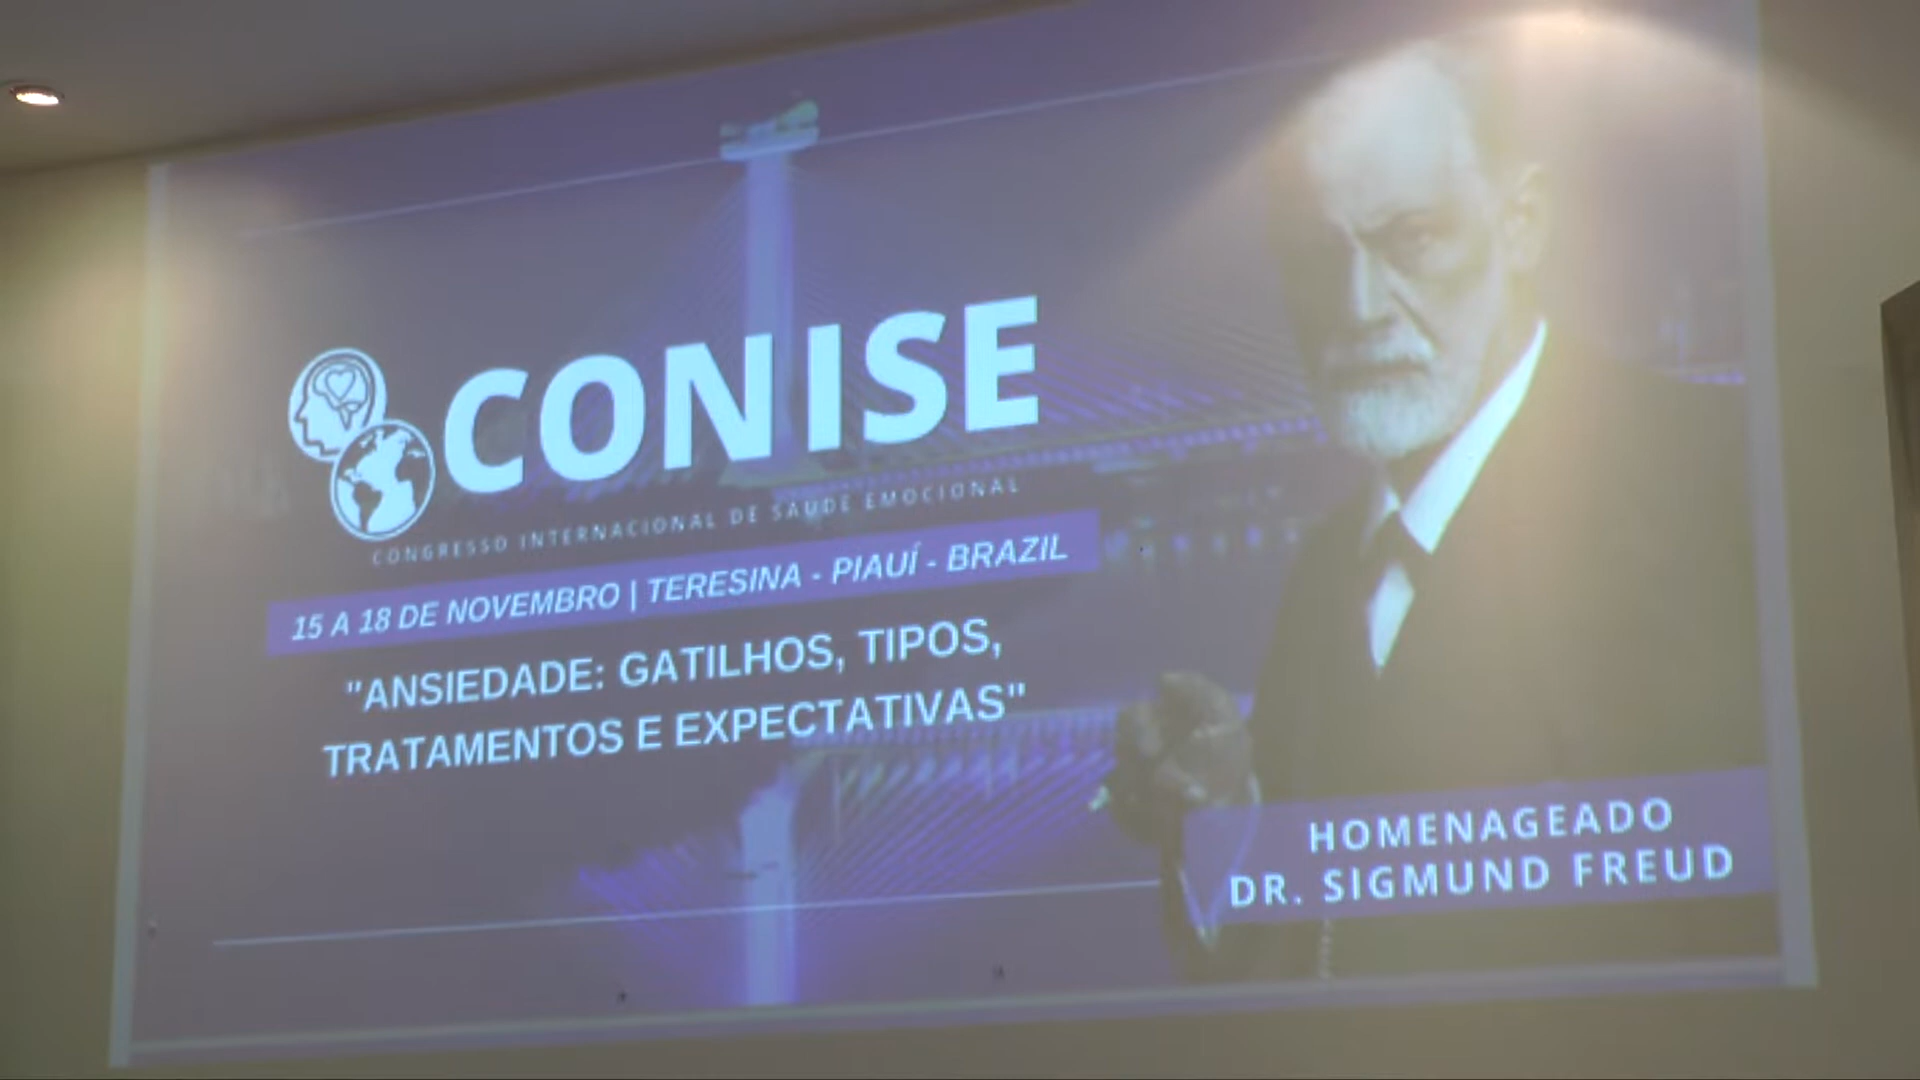 CONISE
CONGRESSO INTERNACIONAL DE SAÚDE EMOCIONAL
15 A 18 DE NOVEMBRO | TERESINA - PIAUÍ - BRAZIL
"ANSIEDADE: GATILHOS, TIPOS,
TRATAMENTOS E EXPECTATIVAS"
HOMENAGEADO
DR. SIGMUND FREUD